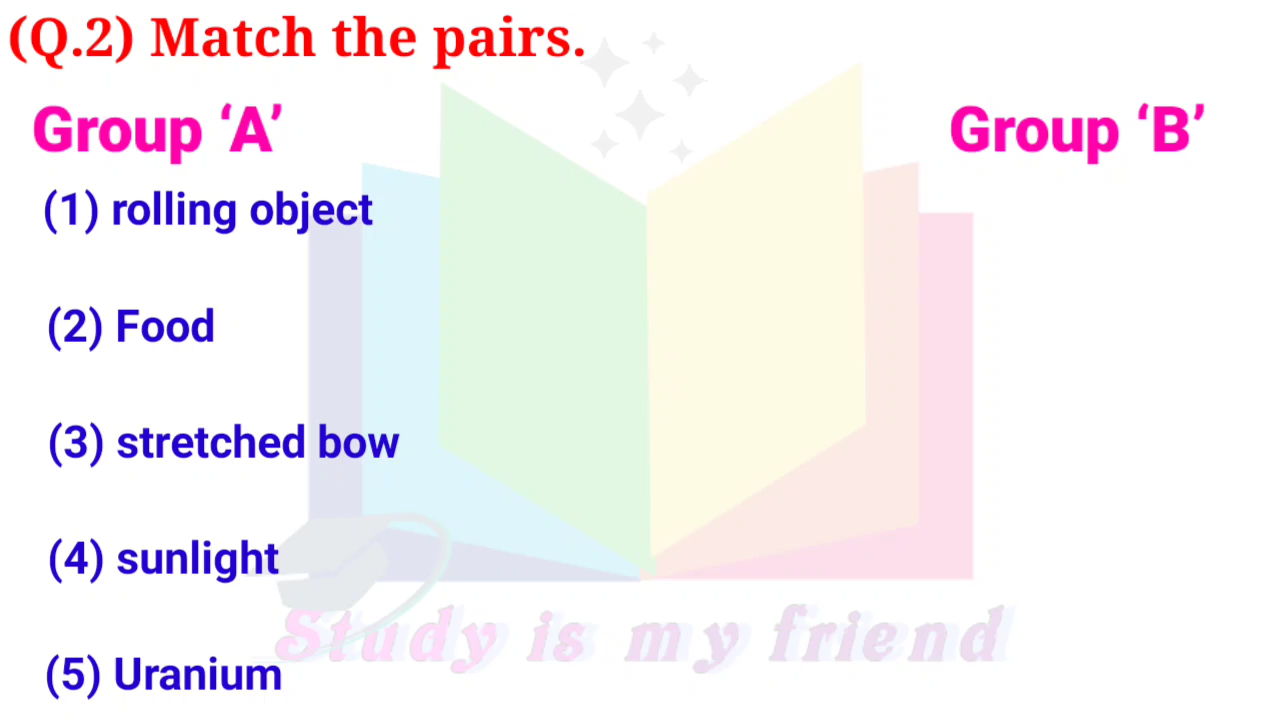 (Q.2) Match the pairs.
Group ‘A’ Group ‘B’
(1) rolling object
(2) Food
(3) stretched bow
(4) sunlight
(5) Uranium
Study is my friend